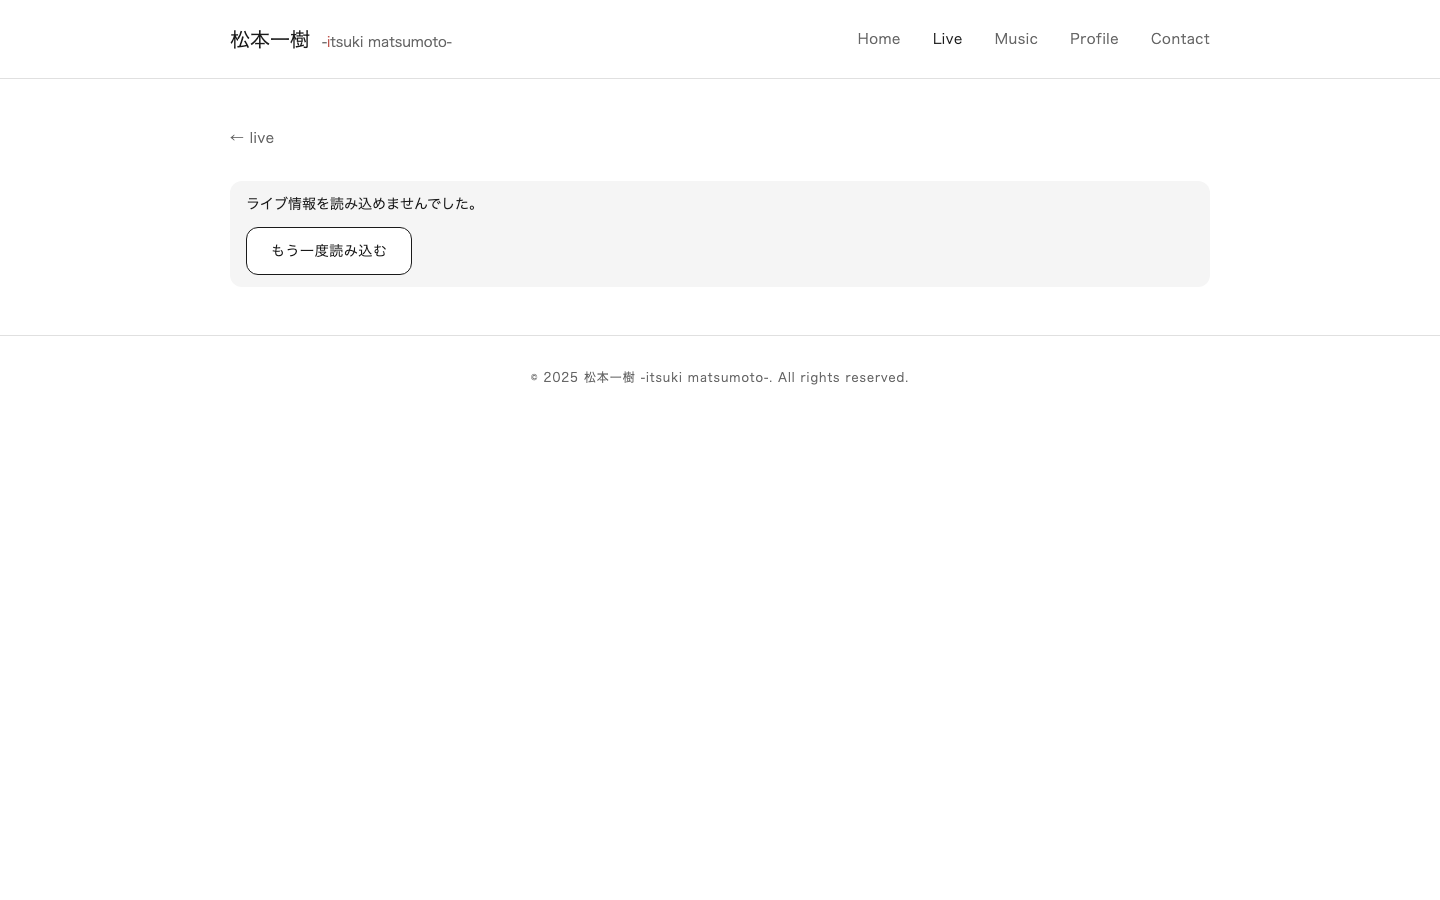 松本一樹 -itsuki matsumoto-
Home Live Music Profile Contact
← live
ライブ情報を読み込めませんでした。
もう一度読み込む
© 2025 松本一樹 -itsuki matsumoto-. All rights reserved.